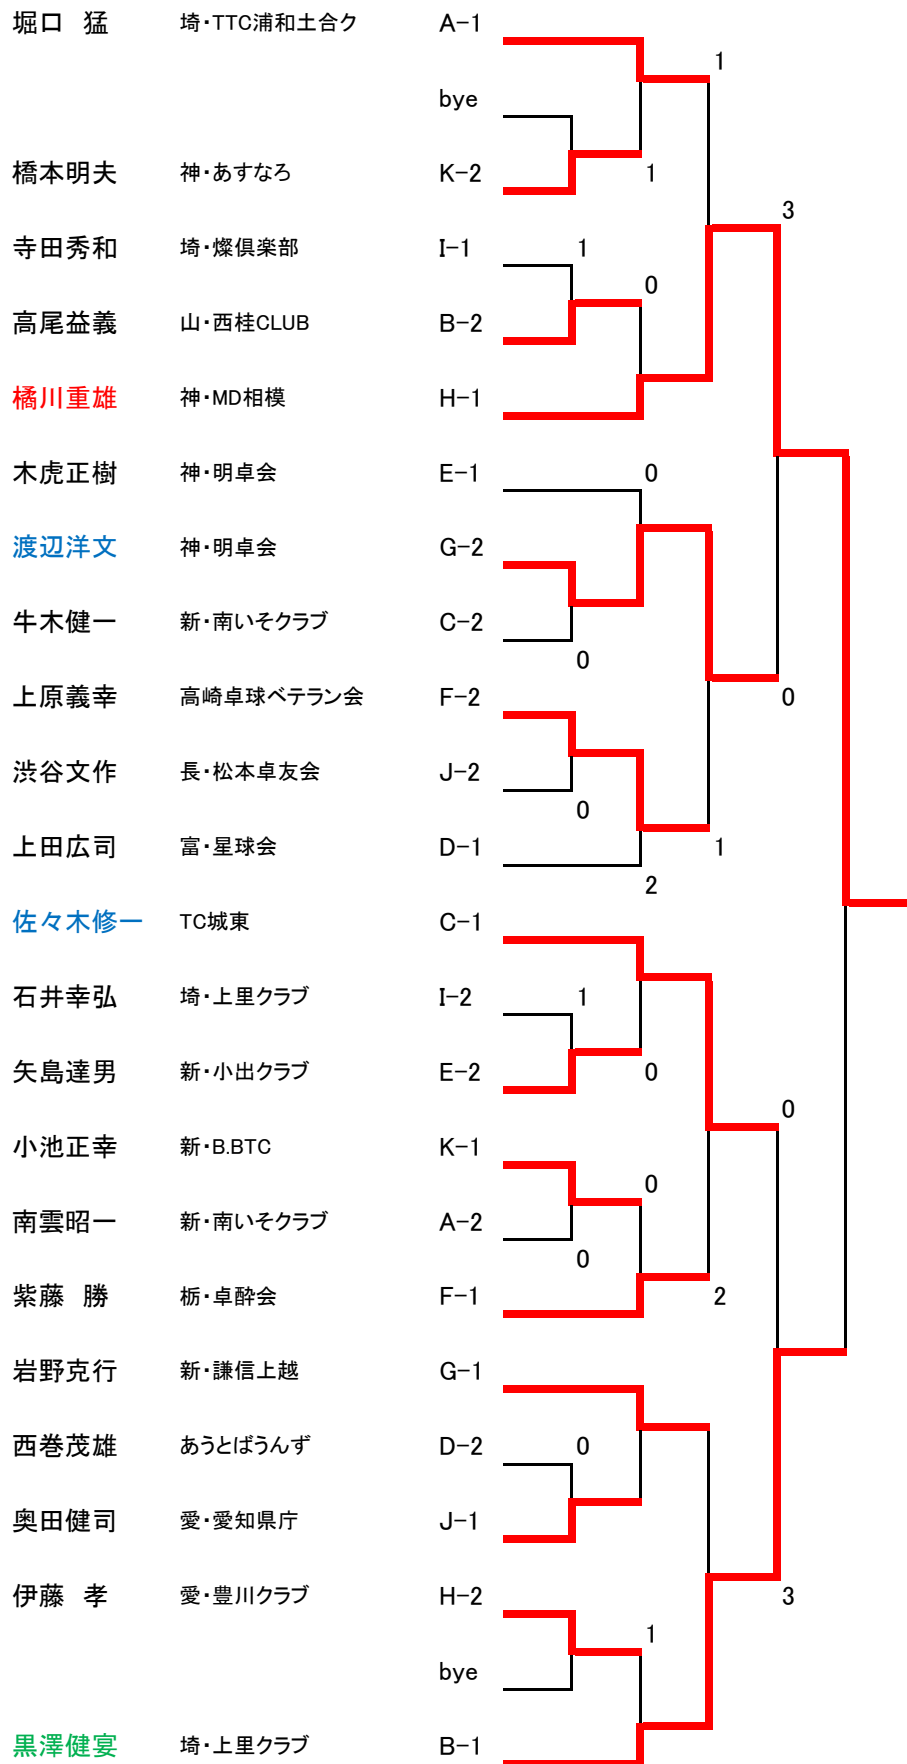 堀口 猛 埼・TTC浦和土合ク A-1
1
bye
橋本明夫 神・あすなろ K-2 1
3
寺田秀和 埼・燦倶楽部 I-1 1
0
高尾益義 山・西桂CLUB B-2
橘川重雄 神・MD相模 H-1
木虎正樹 神・明卓会 E-1 0
渡辺洋文 神・明卓会 G-2
牛木健一 新・南いそクラブ C-2
0
上原義幸 高崎卓球ベテラン会 F-2 0
渋谷文作 長・松本卓友会 J-2
0
上田広司 富・星球会 D-1 1
2
佐々木修一 TC城東 C-1
石井幸弘 埼・上里クラブ I-2 1
矢島達男 新・小出クラブ E-2 0
0
小池正幸 新・B.BTC K-1
0
南雲昭一 新・南いそクラブ A-2
0
紫藤 勝 栃・卓酔会 F-1 2
岩野克行 新・謙信上越 G-1
西巻茂雄 あうとばうんず D-2 0
奥田健司 愛・愛知県庁 J-1
伊藤 孝 愛・豊川クラブ H-2 3
1
bye
黒澤健宴 埼・上里クラブ B-1